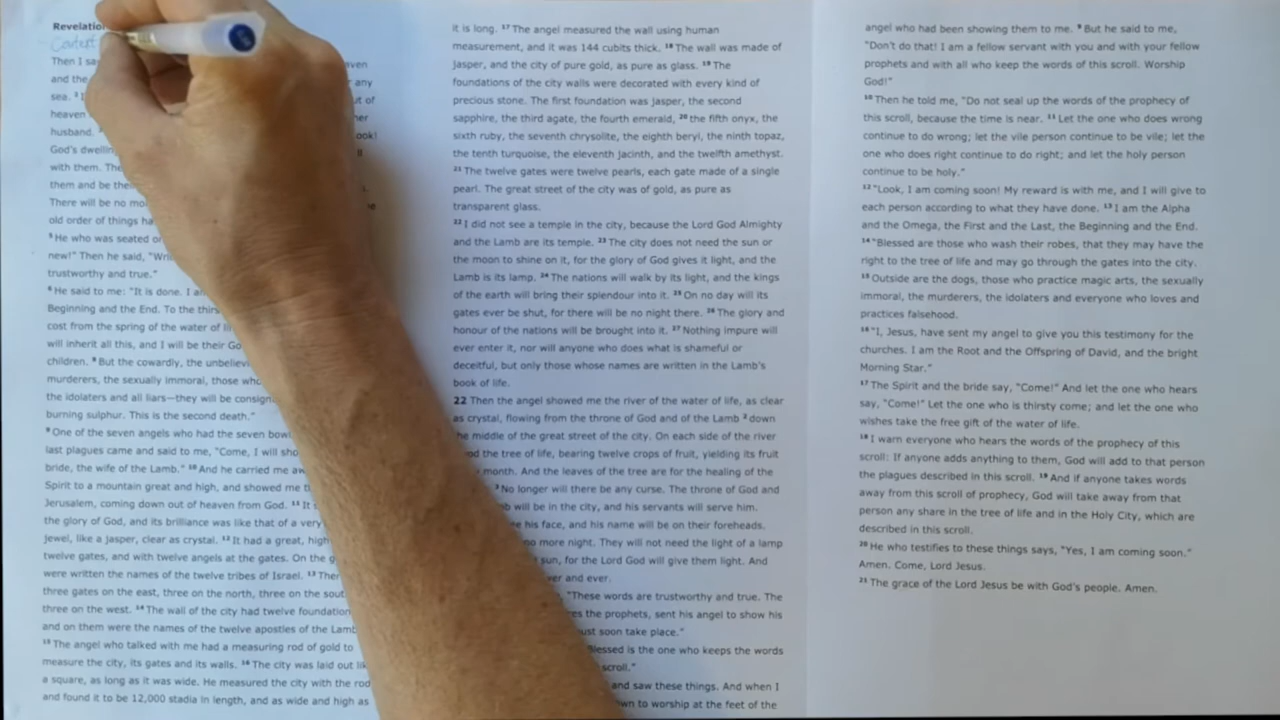 Revelation
Context
Then I sa
aven
and the
any
sea. ² I
ut of
heaven
her
husband.
ook!
God's dwellin
it
with them. The
them and be thei
There will be no mo
old order of things ha
⁵ He who was seated on
new!" Then he said, "Wri
trustworthy and true."
⁶ He said to me: "It is done. I am
Beginning and the End. To the thirs
cost from the spring of the water of li
will inherit all this, and I will be their Go
children. ⁸ But the cowardly, the unbelievi
murderers, the sexually immoral, those who
the idolaters and all liars—they will be consign
burning sulphur. This is the second death."
⁹ One of the seven angels who had the seven bowl
last plagues came and said to me, "Come, I will sho
bride, the wife of the Lamb." ¹⁰ And he carried me aw
Spirit to a mountain great and high, and showed me t
Jerusalem, coming down out of heaven from God. ¹¹ It s
the glory of God, and its brilliance was like that of a very
jewel, like a jasper, clear as crystal. ¹² It had a great, high
twelve gates, and with twelve angels at the gates. On the g
were written the names of the twelve tribes of Israel. ¹³ Ther
three gates on the east, three on the north, three on the sout
three on the west. ¹⁴ The wall of the city had twelve foundation
and on them were the names of the twelve apostles of the Lamb
¹⁵ The angel who talked with me had a measuring rod of gold to
measure the city, its gates and its walls. ¹⁶ The city was laid out lik
a square, as long as it was wide. He measured the city with the rod
and found it to be 12,000 stadia in length, and as wide and high as
it is long. ¹⁷ The angel measured the wall using human
measurement, and it was 144 cubits thick. ¹⁸ The wall was made of
jasper, and the city of pure gold, as pure as glass. ¹⁹ The
foundations of the city walls were decorated with every kind of
precious stone. The first foundation was jasper, the second
sapphire, the third agate, the fourth emerald, ²⁰ the fifth onyx, the
sixth ruby, the seventh chrysolite, the eighth beryl, the ninth topaz,
the tenth turquoise, the eleventh jacinth, and the twelfth amethyst.
²¹ The twelve gates were twelve pearls, each gate made of a single
pearl. The great street of the city was of gold, as pure as
transparent glass.
²² I did not see a temple in the city, because the Lord God Almighty
and the Lamb are its temple. ²³ The city does not need the sun or
the moon to shine on it, for the glory of God gives it light, and the
Lamb is its lamp. ²⁴ The nations will walk by its light, and the kings
of the earth will bring their splendour into it. ²⁵ On no day will its
gates ever be shut, for there will be no night there. ²⁶ The glory and
honour of the nations will be brought into it. ²⁷ Nothing impure will
ever enter it, nor will anyone who does what is shameful or
deceitful, but only those whose names are written in the Lamb's
book of life.
22 Then the angel showed me the river of the water of life, as clear
as crystal, flowing from the throne of God and of the Lamb ² down
he middle of the great street of the city. On each side of the river
od the tree of life, bearing twelve crops of fruit, yielding its fruit
month. And the leaves of the tree are for the healing of the
³ No longer will there be any curse. The throne of God and
b will be in the city, and his servants will serve him.
e his face, and his name will be on their foreheads.
no more night. They will not need the light of a lamp
sun, for the Lord God will give them light. And
ver and ever.
"These words are trustworthy and true. The
es the prophets, sent his angel to show his
ust soon take place."
Blessed is the one who keeps the words
scroll."
and saw these things. And when I
wn to worship at the feet of the
angel who had been showing them to me. ⁹ But he said to me,
"Don't do that! I am a fellow servant with you and with your fellow
prophets and with all who keep the words of this scroll. Worship
God!"
¹⁰ Then he told me, "Do not seal up the words of the prophecy of
this scroll, because the time is near. ¹¹ Let the one who does wrong
continue to do wrong; let the vile person continue to be vile; let the
one who does right continue to do right; and let the holy person
continue to be holy."
¹² "Look, I am coming soon! My reward is with me, and I will give to
each person according to what they have done. ¹³ I am the Alpha
and the Omega, the First and the Last, the Beginning and the End.
¹⁴ "Blessed are those who wash their robes, that they may have the
right to the tree of life and may go through the gates into the city.
¹⁵ Outside are the dogs, those who practice magic arts, the sexually
immoral, the murderers, the idolaters and everyone who loves and
practices falsehood.
¹⁶ "I, Jesus, have sent my angel to give you this testimony for the
churches. I am the Root and the Offspring of David, and the bright
Morning Star."
¹⁷ The Spirit and the bride say, "Come!" And let the one who hears
say, "Come!" Let the one who is thirsty come; and let the one who
wishes take the free gift of the water of life.
¹⁸ I warn everyone who hears the words of the prophecy of this
scroll: If anyone adds anything to them, God will add to that person
the plagues described in this scroll. ¹⁹ And if anyone takes words
away from this scroll of prophecy, God will take away from that
person any share in the tree of life and in the Holy City, which are
described in this scroll.
²⁰ He who testifies to these things says, "Yes, I am coming soon."
Amen. Come, Lord Jesus.
²¹ The grace of the Lord Jesus be with God's people. Amen.